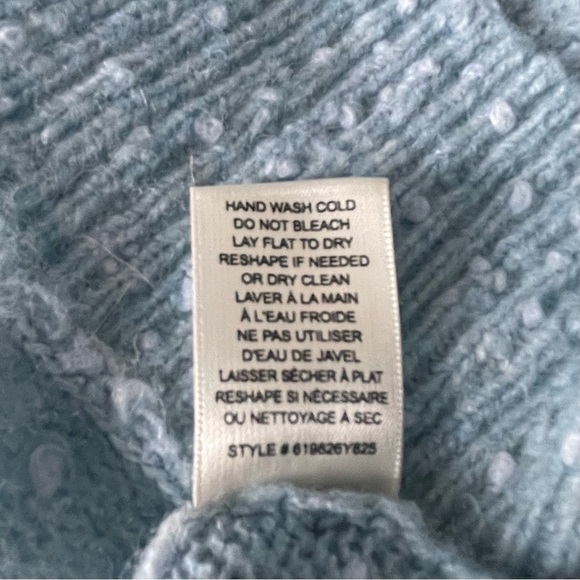 HAND WASH COLD
DO NOT BLEACH
LAY FLAT TO DRY
RESHAPE IF NEEDED
OR DRY CLEAN
LAVER À LA MAIN
À L'EAU FROIDE
NE PAS UTILISER
D'EAU DE JAVEL
LAISSER SÉCHER À PLAT
RESHAPE SI NÉCESSAIRE
OU NETTOYAGE À SEC
STYLE # 619826Y825